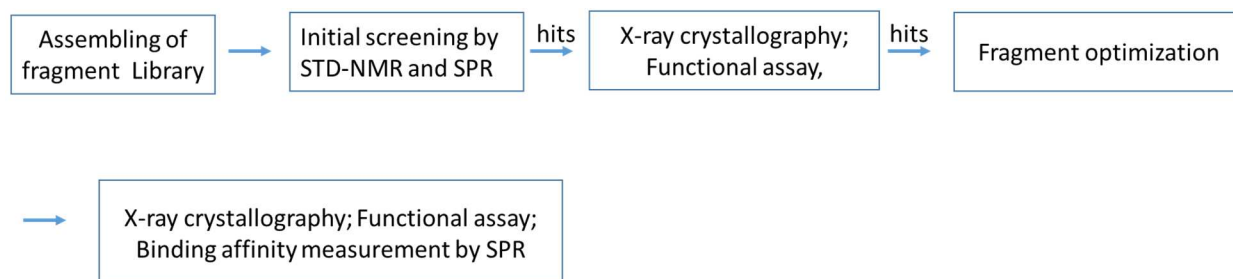 Assembling of
fragment Library
Initial screening by
STD-NMR and SPR
hits
X-ray crystallography;
Functional assay,
hits
Fragment optimization
X-ray crystallography; Functional assay;
Binding affinity measurement by SPR